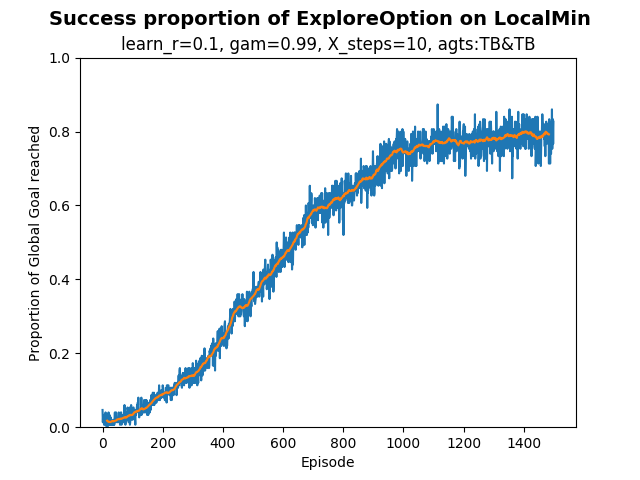 Success proportion of ExploreOption on LocalMin
learn_r=0.1, gam=0.99, X_steps=10, agts:TB&TB
1.0
0.8
0.6
0.4
0.2
0.0
Proportion of Global Goal reached
0 200 400 600 800 1000 1200 1400
Episode